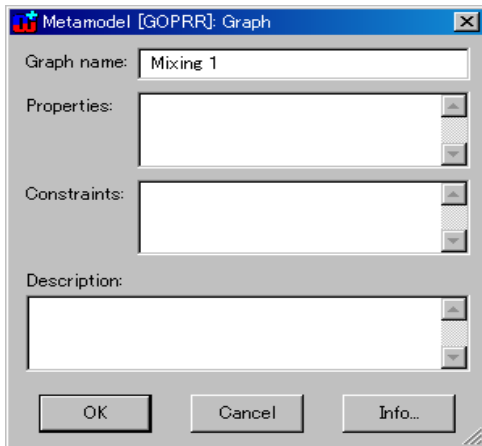 Metamodel [GOPRR]: Graph
Graph name: Mixing 1
Properties:
Constraints:
Description:
OK Cancel Info...